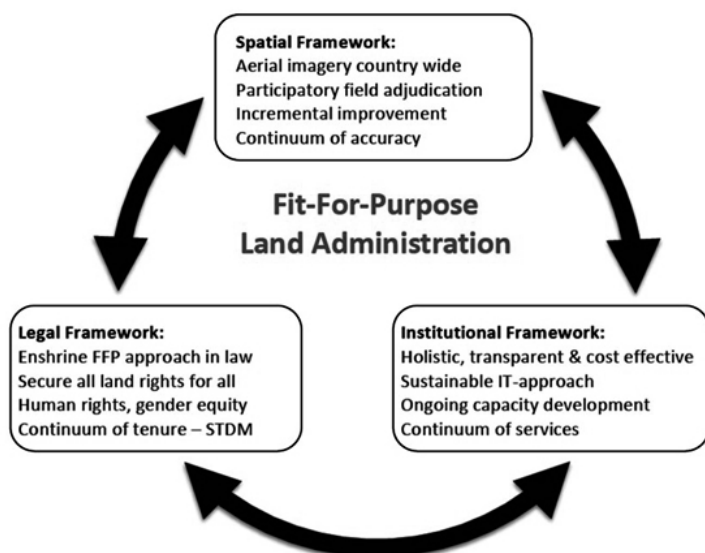 Spatial Framework:
Aerial imagery country wide
Participatory field adjudication
Incremental improvement
Continuum of accuracy
Fit-For-Purpose
Land Administration
Legal Framework:
Enshrine FFP approach in law
Secure all land rights for all
Human rights, gender equity
Continuum of tenure – STDM
Institutional Framework:
Holistic, transparent & cost effective
Sustainable IT-approach
Ongoing capacity development
Continuum of services